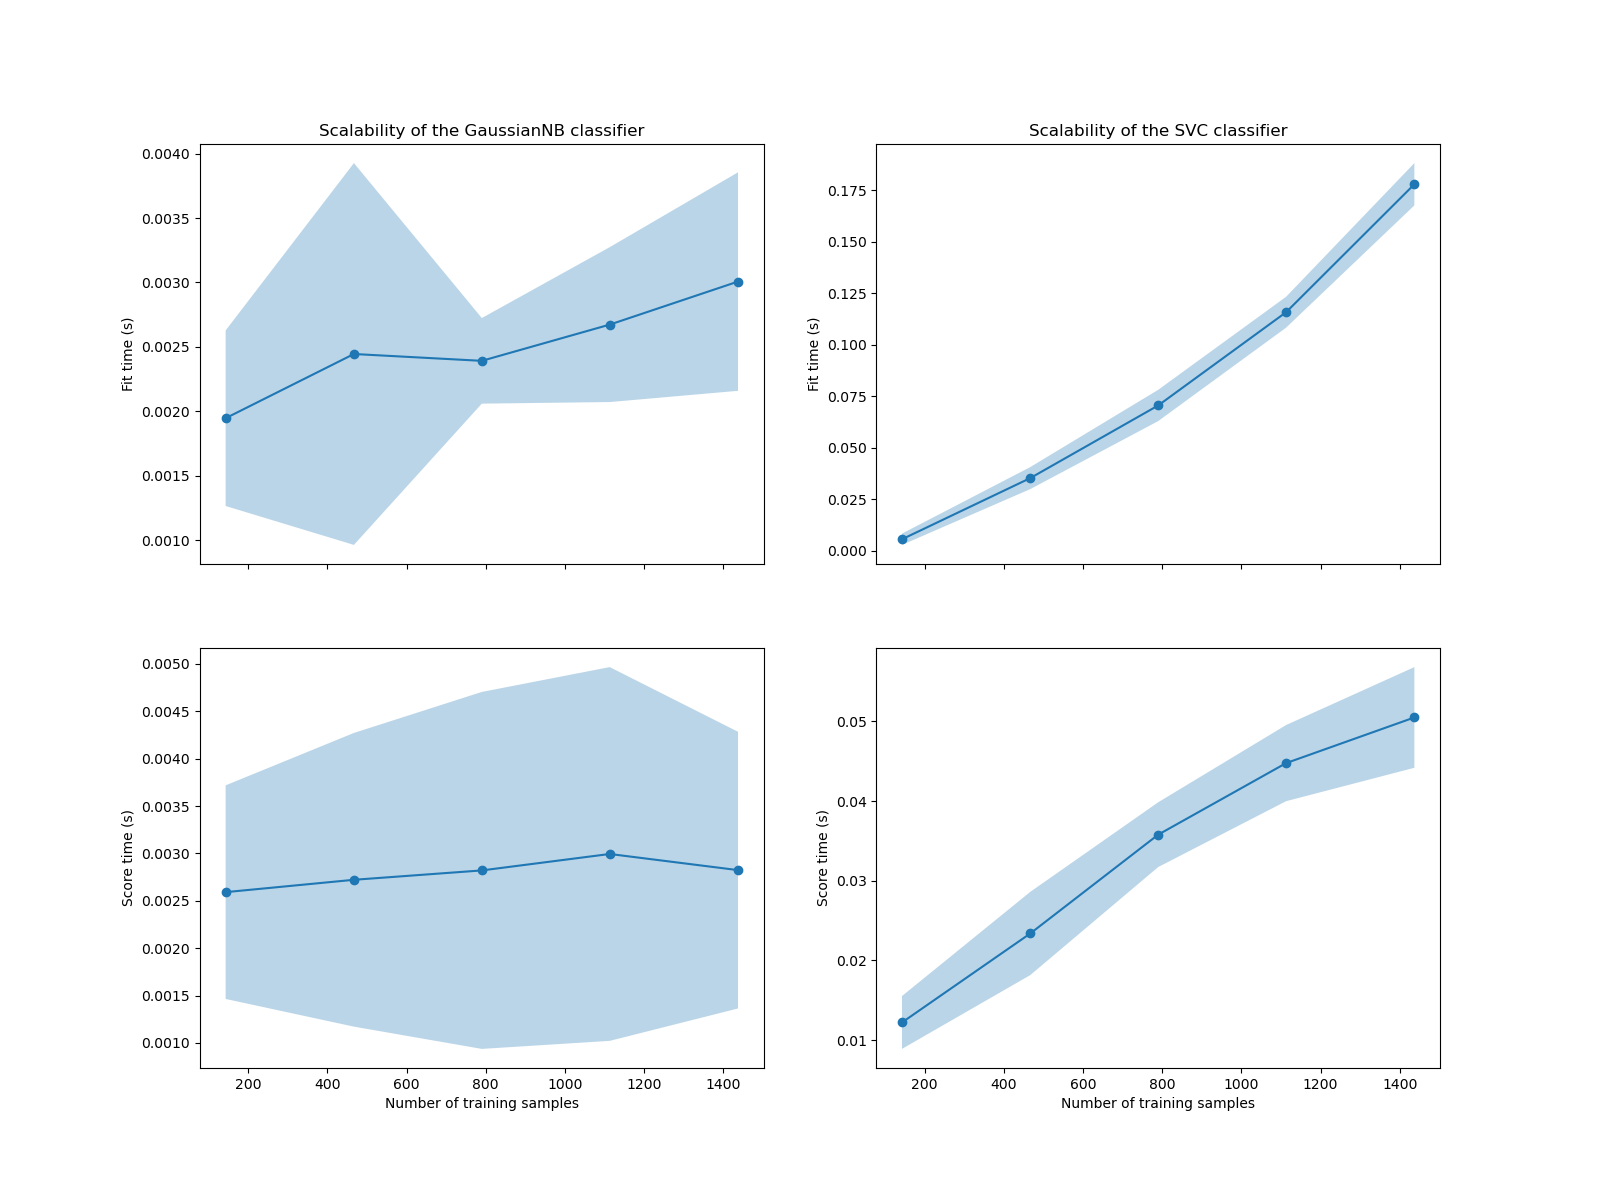 Scalability of the GaussianNB classifier
0.0040
0.0035
0.0030
0.0025
0.0020
0.0015
0.0010
Fit time (s)
Scalability of the SVC classifier
0.175
0.150
0.125
0.100
0.075
0.050
0.025
0.000
Fit time (s)
0.0050
0.0045
0.0040
0.0035
0.0030
0.0025
0.0020
0.0015
0.0010
Score time (s)
200 400 600 800 1000 1200 1400
Number of training samples
0.05
0.04
0.03
0.02
0.01
Score time (s)
200 400 600 800 1000 1200 1400
Number of training samples